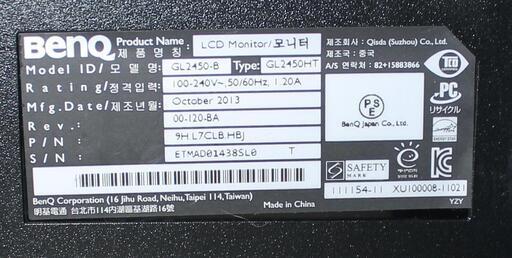 BenQ
Product Name : LCD Monitor/모니터
제 품 명 칭
Model ID/모 델 명: GL2450-B Type: GL2450HT
Rating/정격입력: 100-240V~,50/60Hz, 1.20A
Mfg.Date/제조년월: October 2013
Rev. : 00-120-BA
P/N : 9H.L7CLB.HBJ
S/N : ETMAD01438SL0 T
BenQ Corporation (16 Jihu Road, Neihu,Taipei 114,Taiwan)
明基電通 台北市114內湖區基湖路16號
Made in China
제조자 : Qisda (Suzhou) Co., Ltd.
제조국 : 중국
A/S 연락처 : 82+15883866
TCO
PSE
BenQ Japan Co., Ltd.
PC
リサイクル
SAFETY
MARK
111154-11 XU100008-11021
YZY